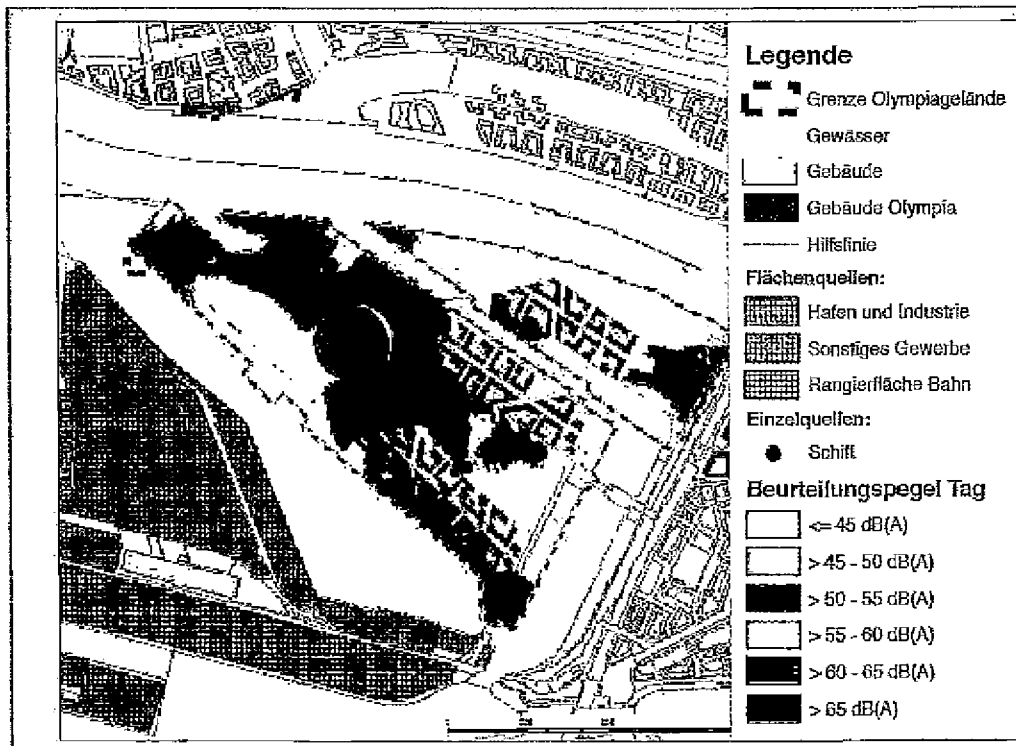 Legende
Grenze Olympiagelände
Gewässer
Gebäude
Gebäude Olympia
Hilfslinie
Flächenquellen:
Hafen und Industrie
Sonstiges Gewerbe
Rangierfläche Bahn
Einzelquellen:
Schiff
Beurteilungspegel Tag
<= 45 dB(A)
> 45 - 50 dB(A)
> 50 - 55 dB(A)
> 55 - 60 dB(A)
> 60 - 65 dB(A)
> 65 dB(A)